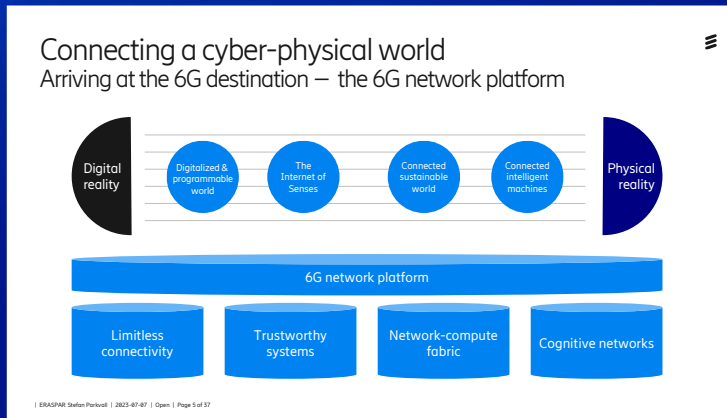 Connecting a cyber-physical world
Arriving at the 6G destination – the 6G network platform
Digital
reality
Digitalized &
programmable
world
The
Internet of
Senses
Connected
sustainable
world
Connected
intelligent
machines
Physical
reality
6G network platform
Limitless
connectivity
Trustworthy
systems
Network-compute
fabric
Cognitive networks
| ERASPAR Stefan Parkvall | 2023-07-07 | Open | Page 5 of 37